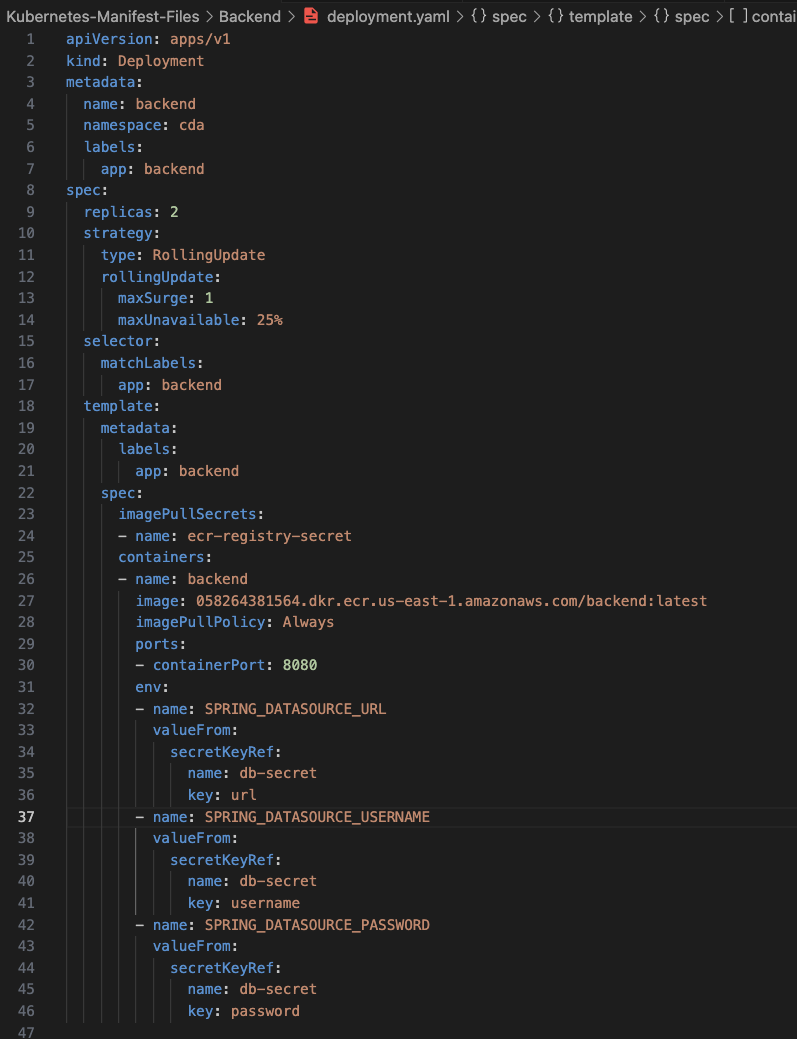 Kubernetes-Manifest-Files > Backend > deployment.yaml > {} spec > {} template > {} spec > [ ] contai
1 apiVersion: apps/v1
2 kind: Deployment
3 metadata:
4   name: backend
5   namespace: cda
6   labels:
7     app: backend
8 spec:
9   replicas: 2
10   strategy:
11     type: RollingUpdate
12     rollingUpdate:
13       maxSurge: 1
14       maxUnavailable: 25%
15   selector:
16     matchLabels:
17       app: backend
18   template:
19     metadata:
20       labels:
21         app: backend
22     spec:
23       imagePullSecrets:
24       - name: ecr-registry-secret
25       containers:
26       - name: backend
27         image: 058264381564.dkr.ecr.us-east-1.amazonaws.com/backend:latest
28         imagePullPolicy: Always
29         ports:
30         - containerPort: 8080
31         env:
32         - name: SPRING_DATASOURCE_URL
33           valueFrom:
34             secretKeyRef:
35               name: db-secret
36               key: url
37         - name: SPRING_DATASOURCE_USERNAME
38           valueFrom:
39             secretKeyRef:
40               name: db-secret
41               key: username
42         - name: SPRING_DATASOURCE_PASSWORD
43           valueFrom:
44             secretKeyRef:
45               name: db-secret
46               key: password
47